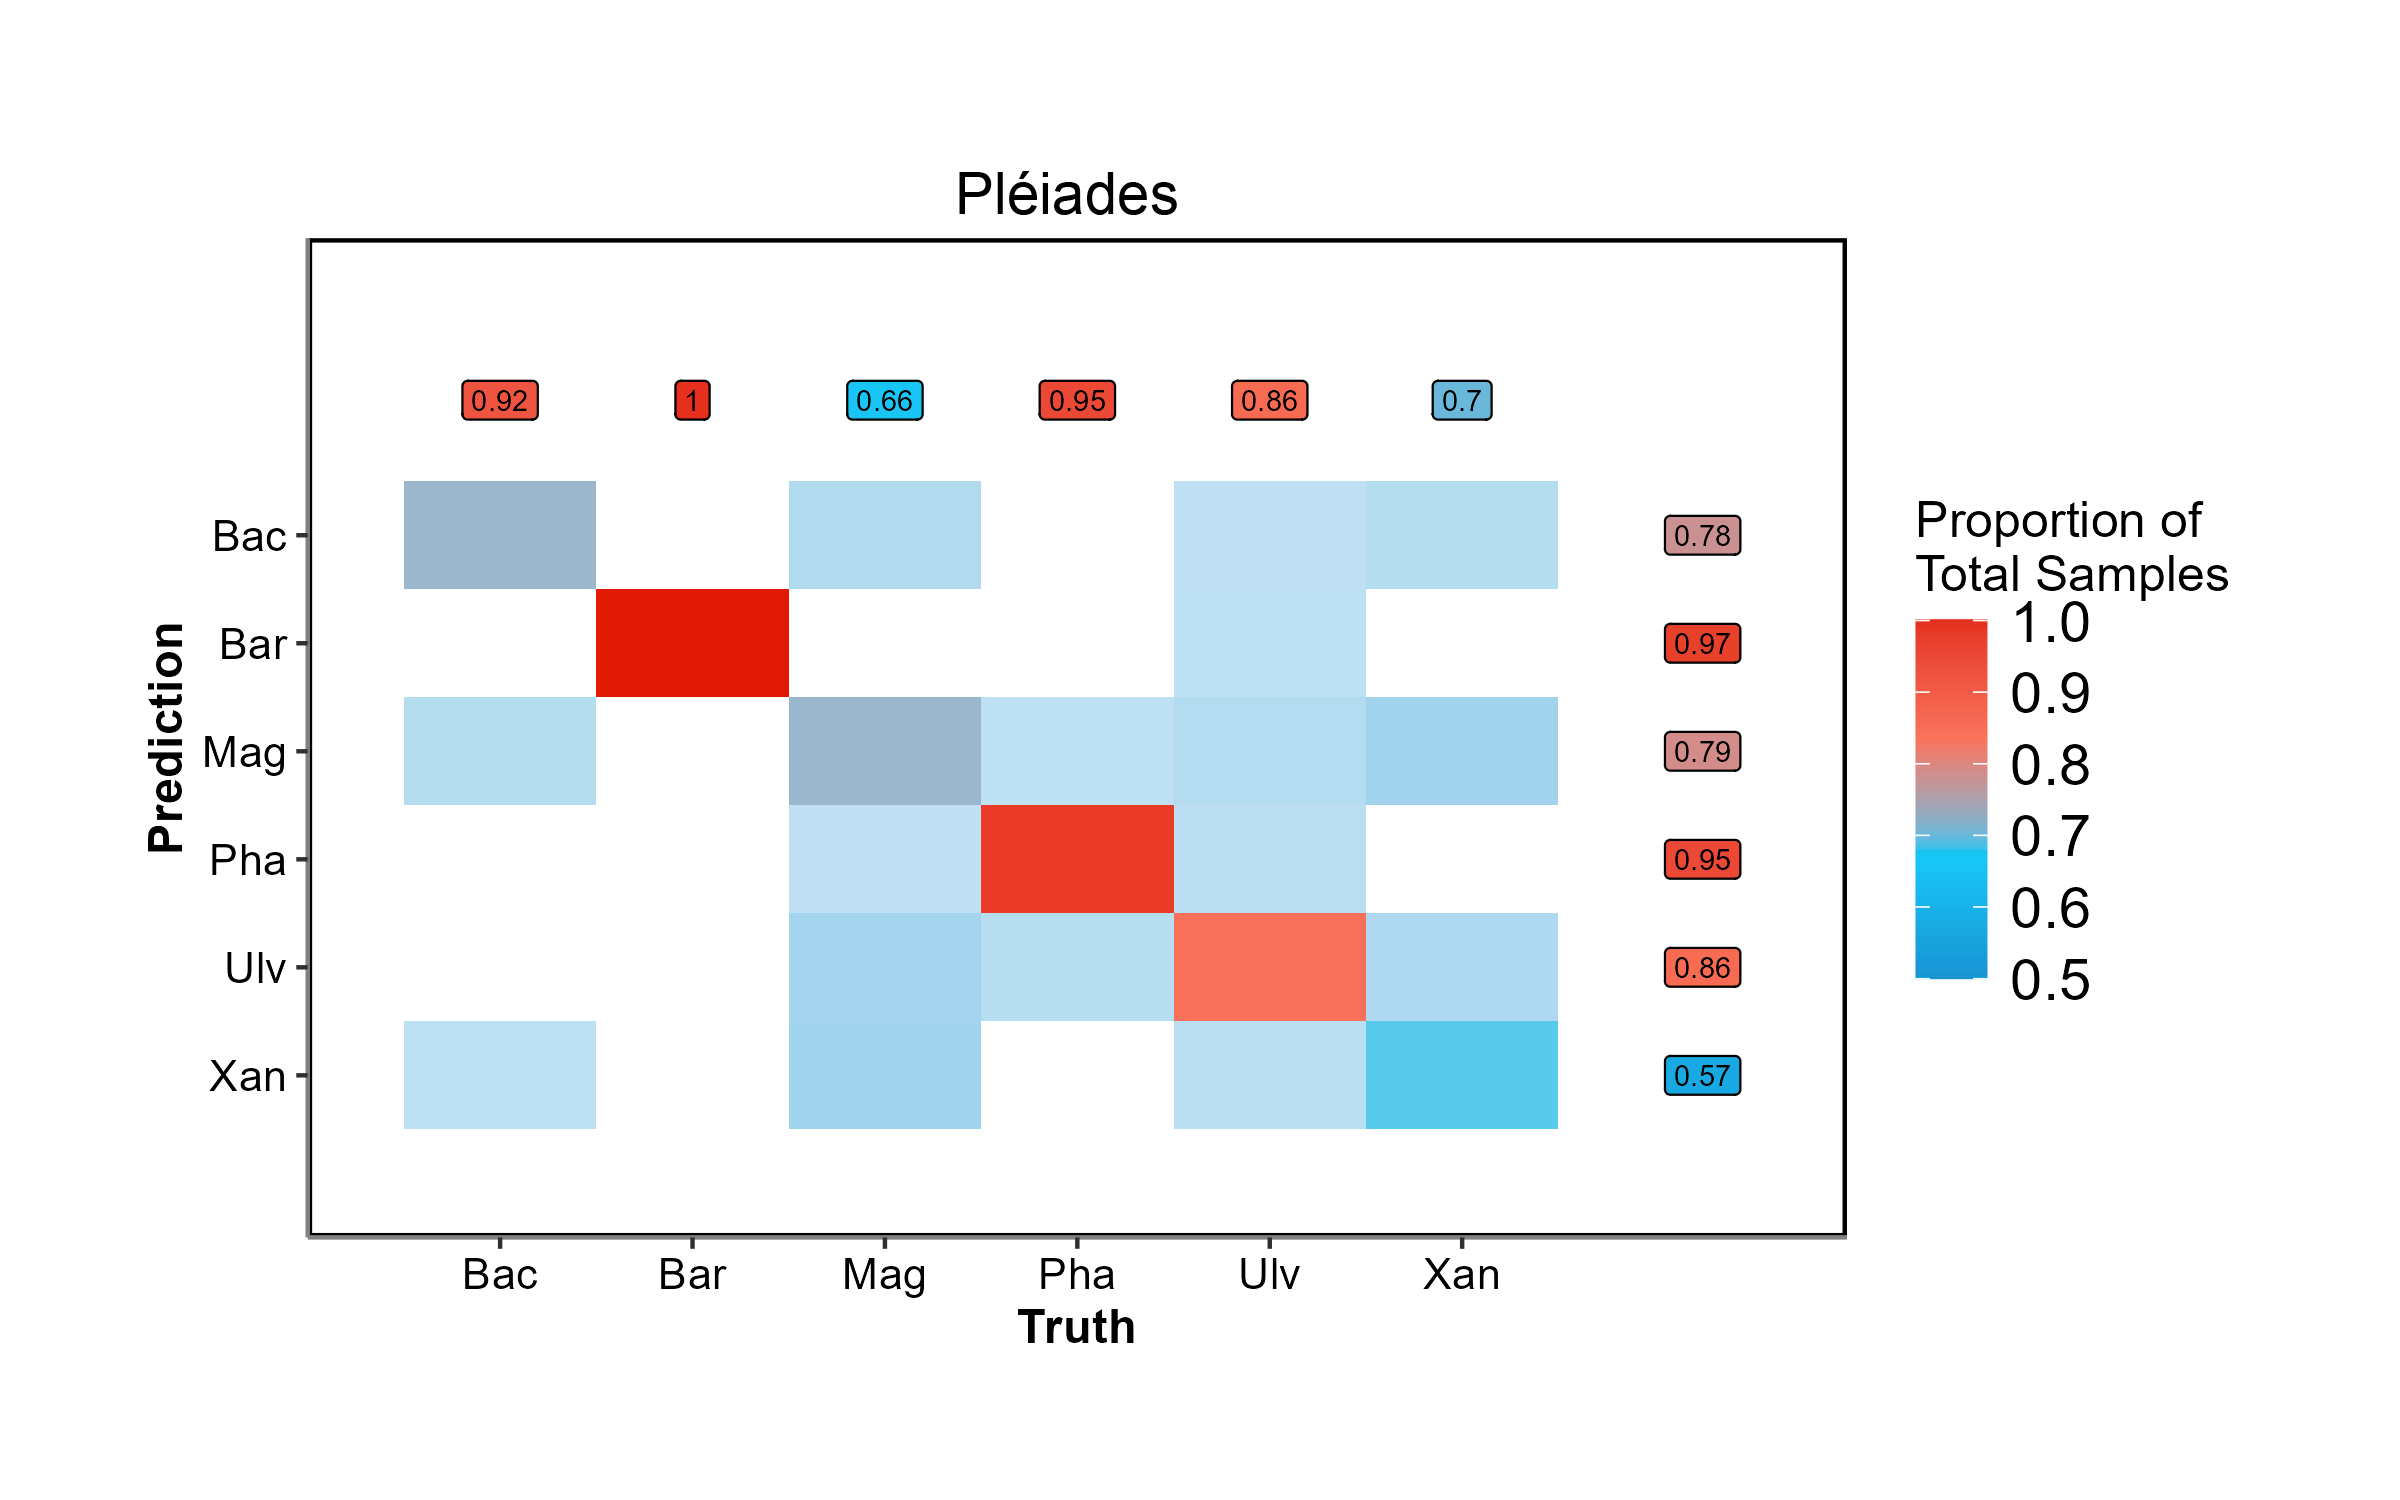 Pléiades
0.92 1 0.66 0.95 0.86 0.7
Bac 0.78
Bar 0.97
Mag 0.79
Pha 0.95
Ulv 0.86
Xan 0.57
Prediction
Bac Bar Mag Pha Ulv Xan
Truth
Proportion of
Total Samples
1.0
0.9
0.8
0.7
0.6
0.5